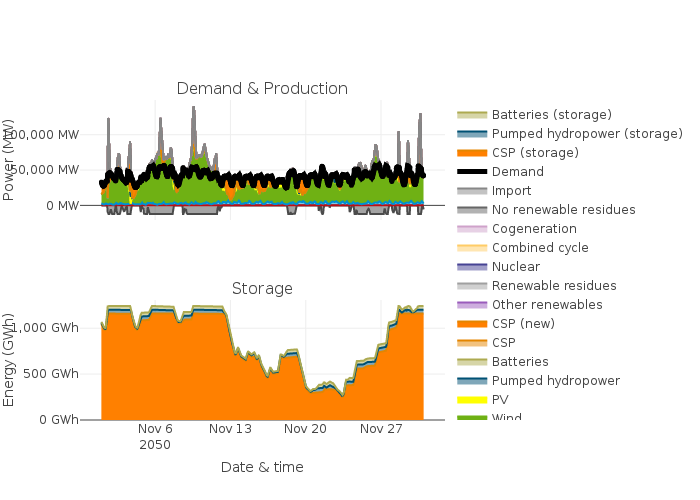 Demand & Production
Power (MW)
00,000 MW
50,000 MW
0 MW
Storage
Energy (GWh)
,000 GWh
500 GWh
0 GWh
Nov 6
2050
Nov 13
Nov 20
Nov 27
Date & time
Batteries (storage)
Pumped hydropower (storage)
CSP (storage)
Demand
Import
No renewable residues
Cogeneration
Combined cycle
Nuclear
Renewable residues
Other renewables
CSP (new)
CSP
Batteries
Pumped hydropower
PV
Wind